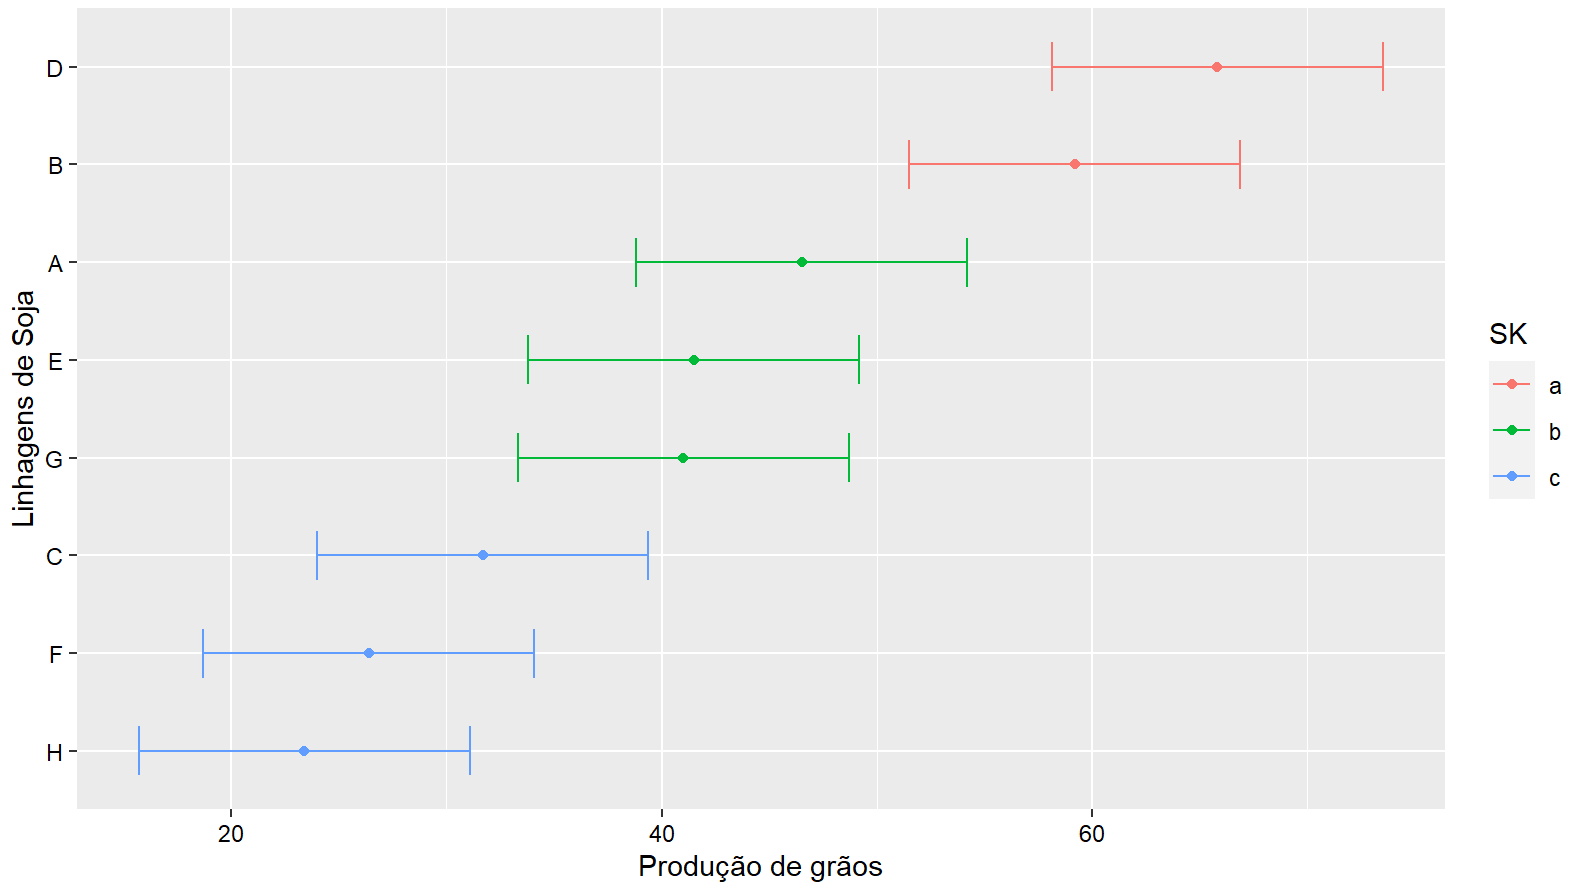 D
B
A
E
G
C
F
H
Linhagens de Soja
20 40 60
Produção de grãos
SK
a
b
c